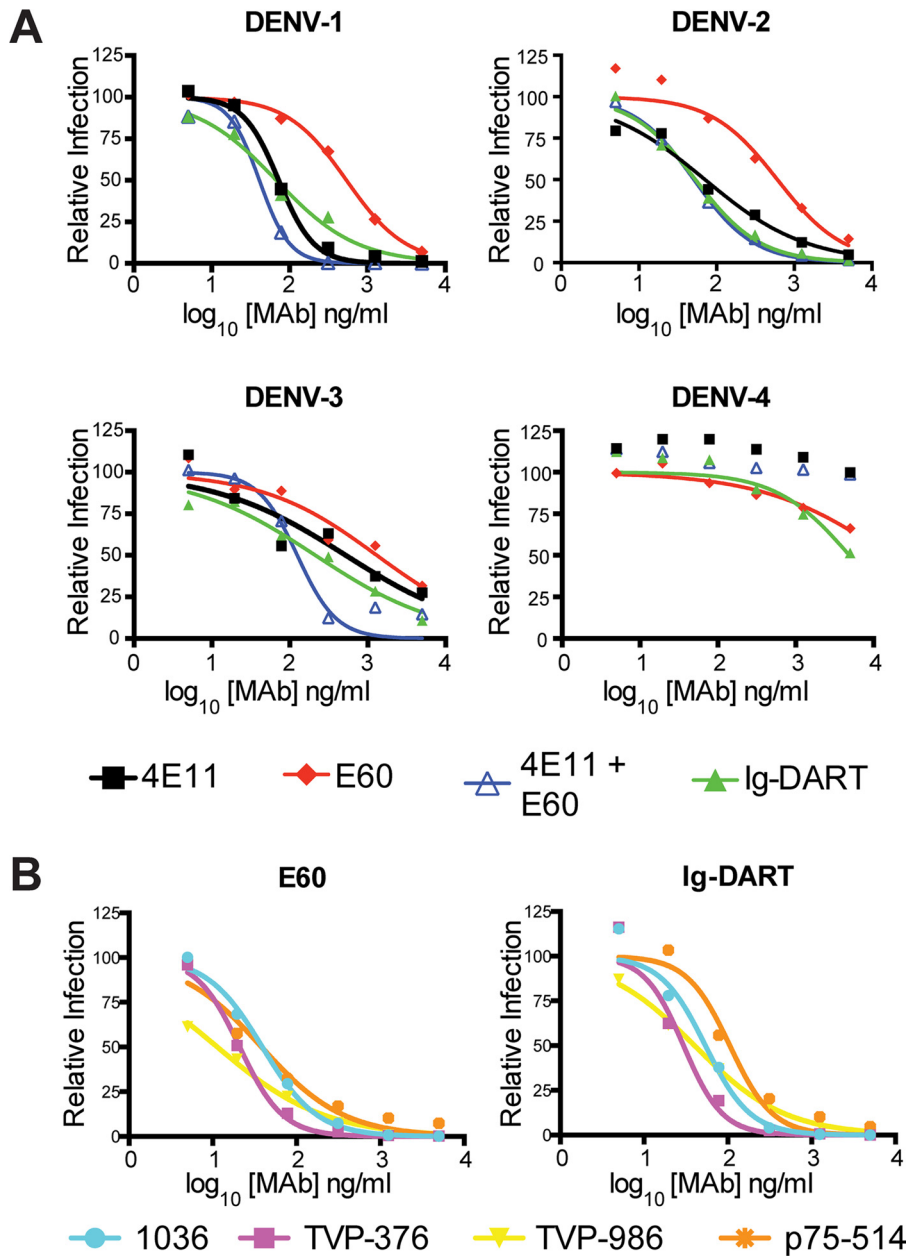 A
DENV-1
125
100
75
50
25
0
Relative Infection
0 1 2 3 4
log10 [MAb] ng/ml
DENV-2
125
100
75
50
25
0
Relative Infection
0 1 2 3 4
log10 [MAb] ng/ml
DENV-3
125
100
75
50
25
0
Relative Infection
0 1 2 3 4
log10 [MAb] ng/ml
DENV-4
125
100
75
50
25
0
Relative Infection
0 1 2 3 4
log10 [MAb] ng/ml
4E11
E60
4E11 +
E60
Ig-DART
B
E60
125
100
75
50
25
0
Relative Infection
0 1 2 3 4
log10 [MAb] ng/ml
Ig-DART
125
100
75
50
25
0
Relative Infection
0 1 2 3 4
log10 [MAb] ng/ml
1036
TVP-376
TVP-986
p75-514